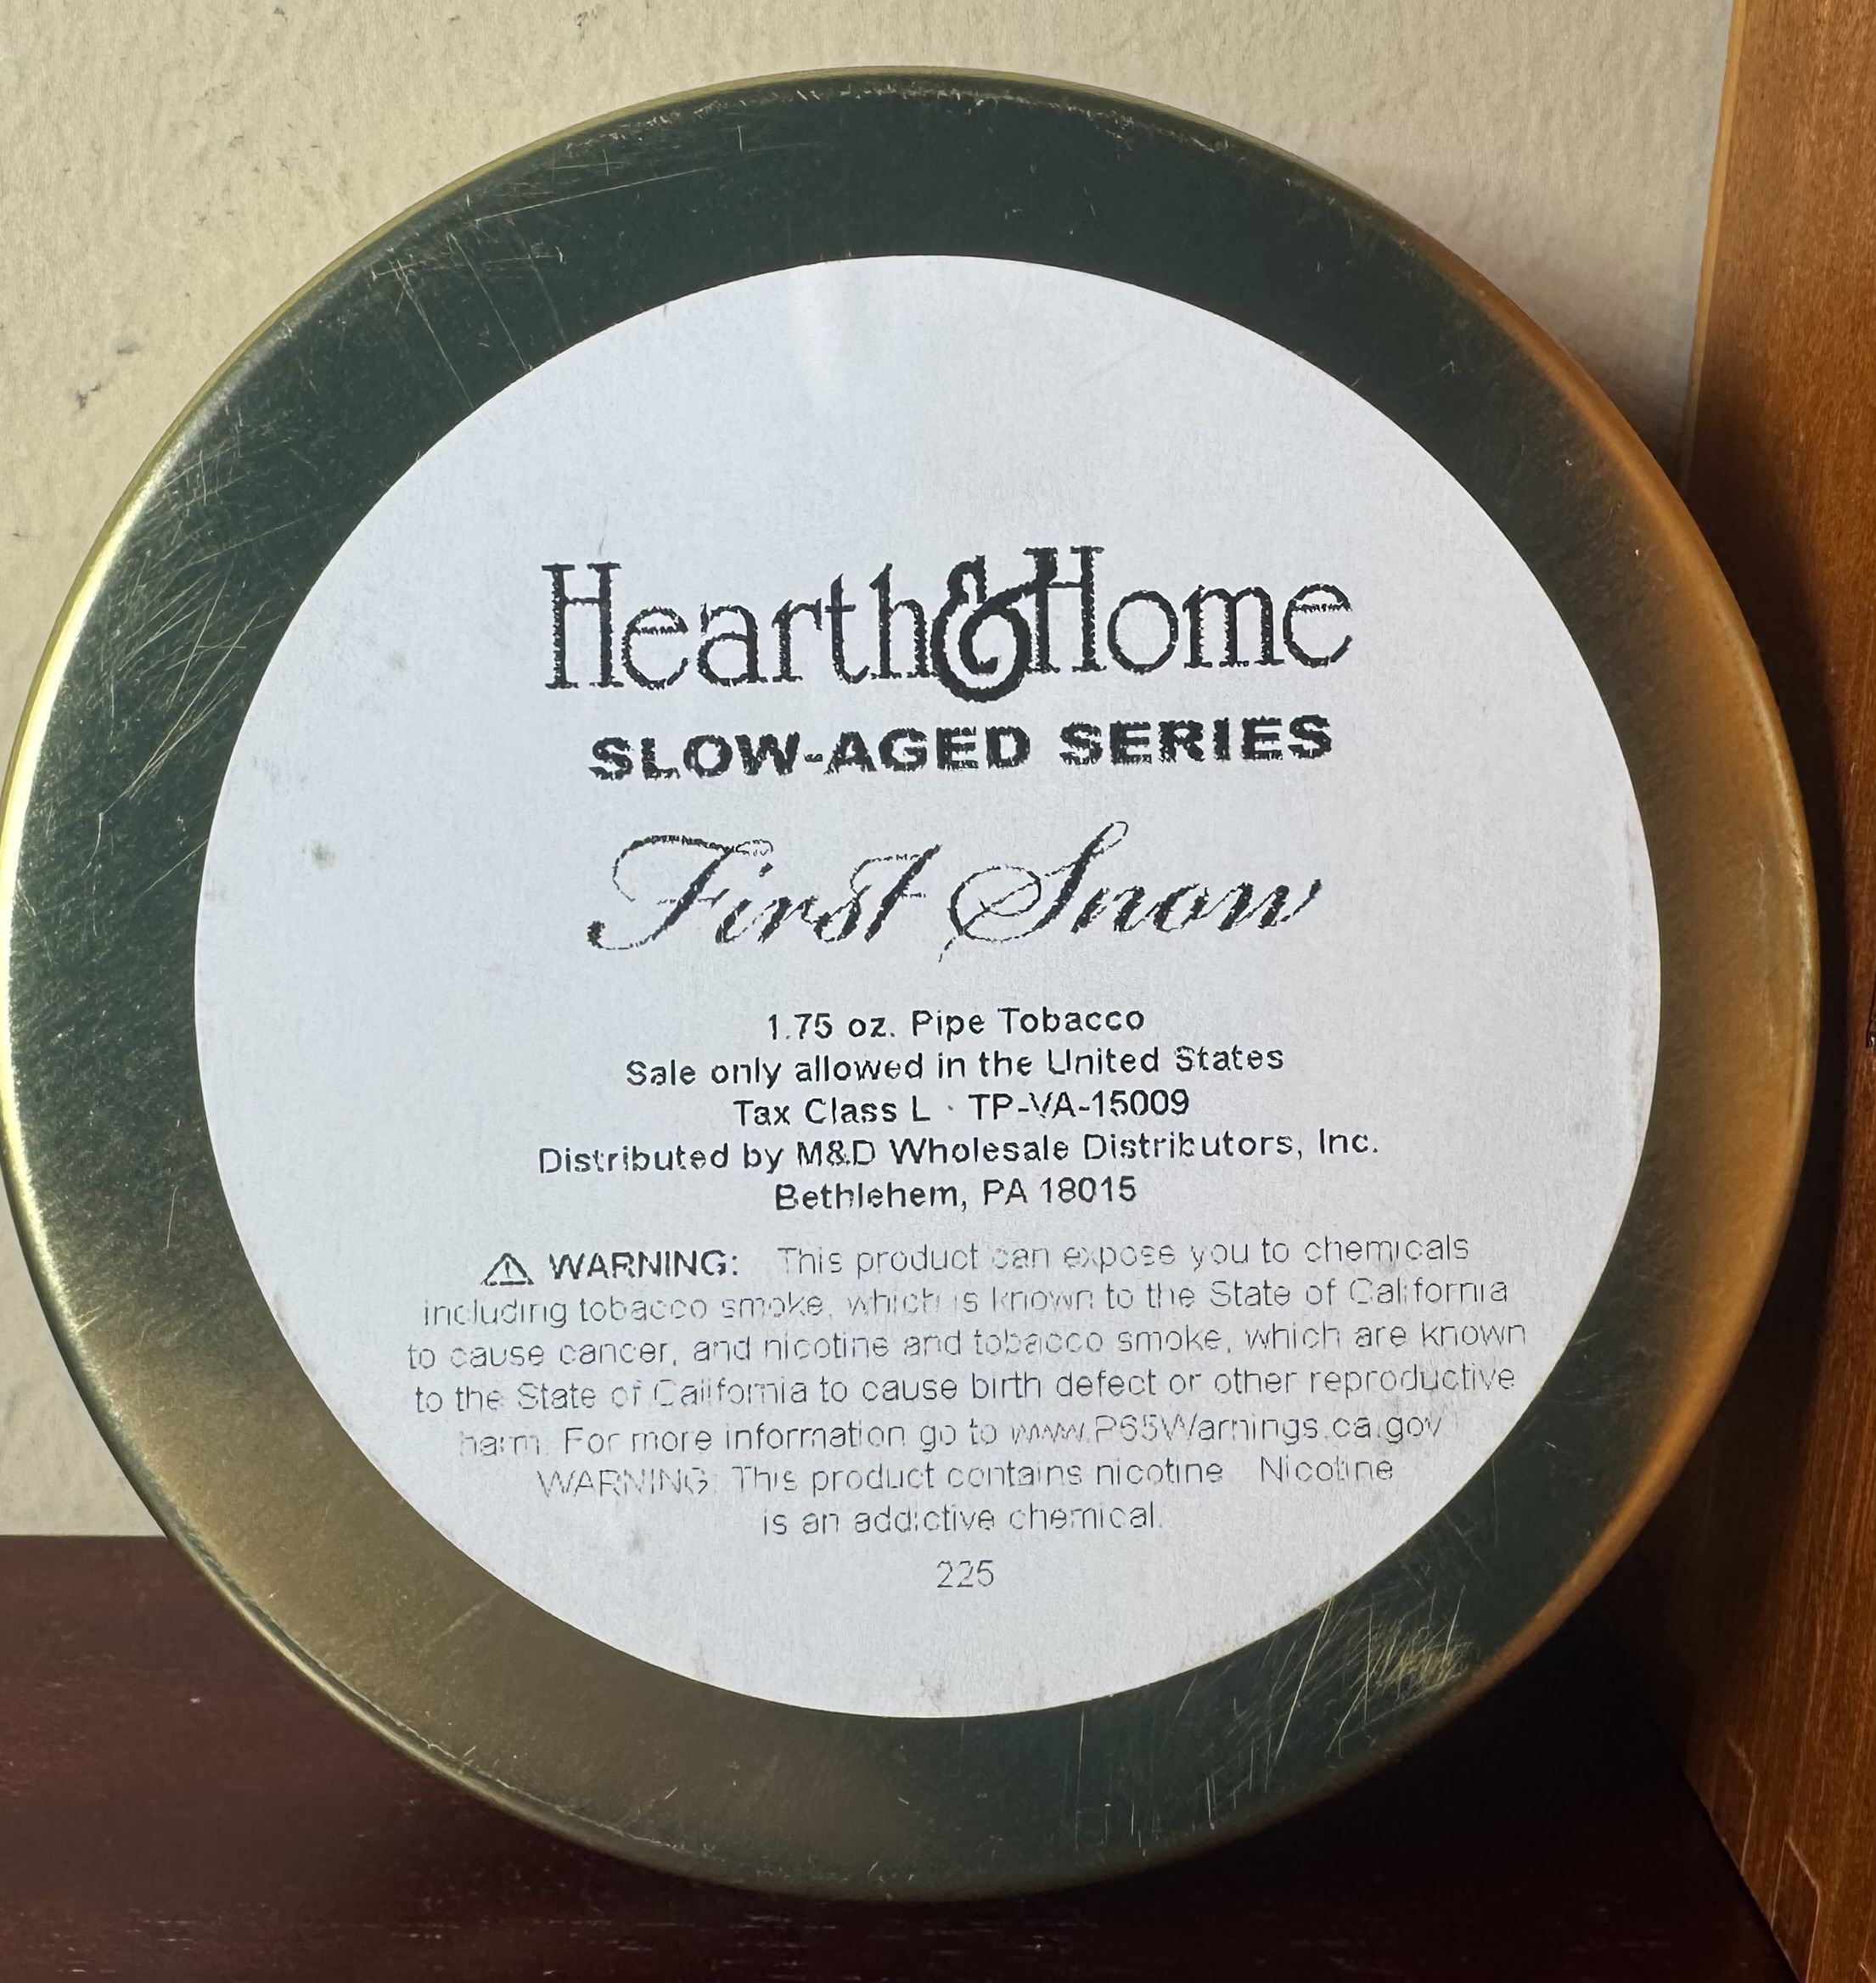 Hearth & Home
SLOW-AGED SERIES
First Snow
1.75 oz. Pipe Tobacco
Sale only allowed in the United States
Tax Class L · TP-VA-15009
Distributed by M&D Wholesale Distributors, Inc.
Bethlehem, PA 18015
⚠ WARNING: This product can expose you to chemicals
including tobacco smoke, which is known to the State of California
to cause cancer, and nicotine and tobacco smoke, which are known
to the State of California to cause birth defect or other reproductive
harm. For more information go to www.P65Warnings.ca.gov
WARNING: This product contains nicotine. Nicotine
is an addictive chemical.
225